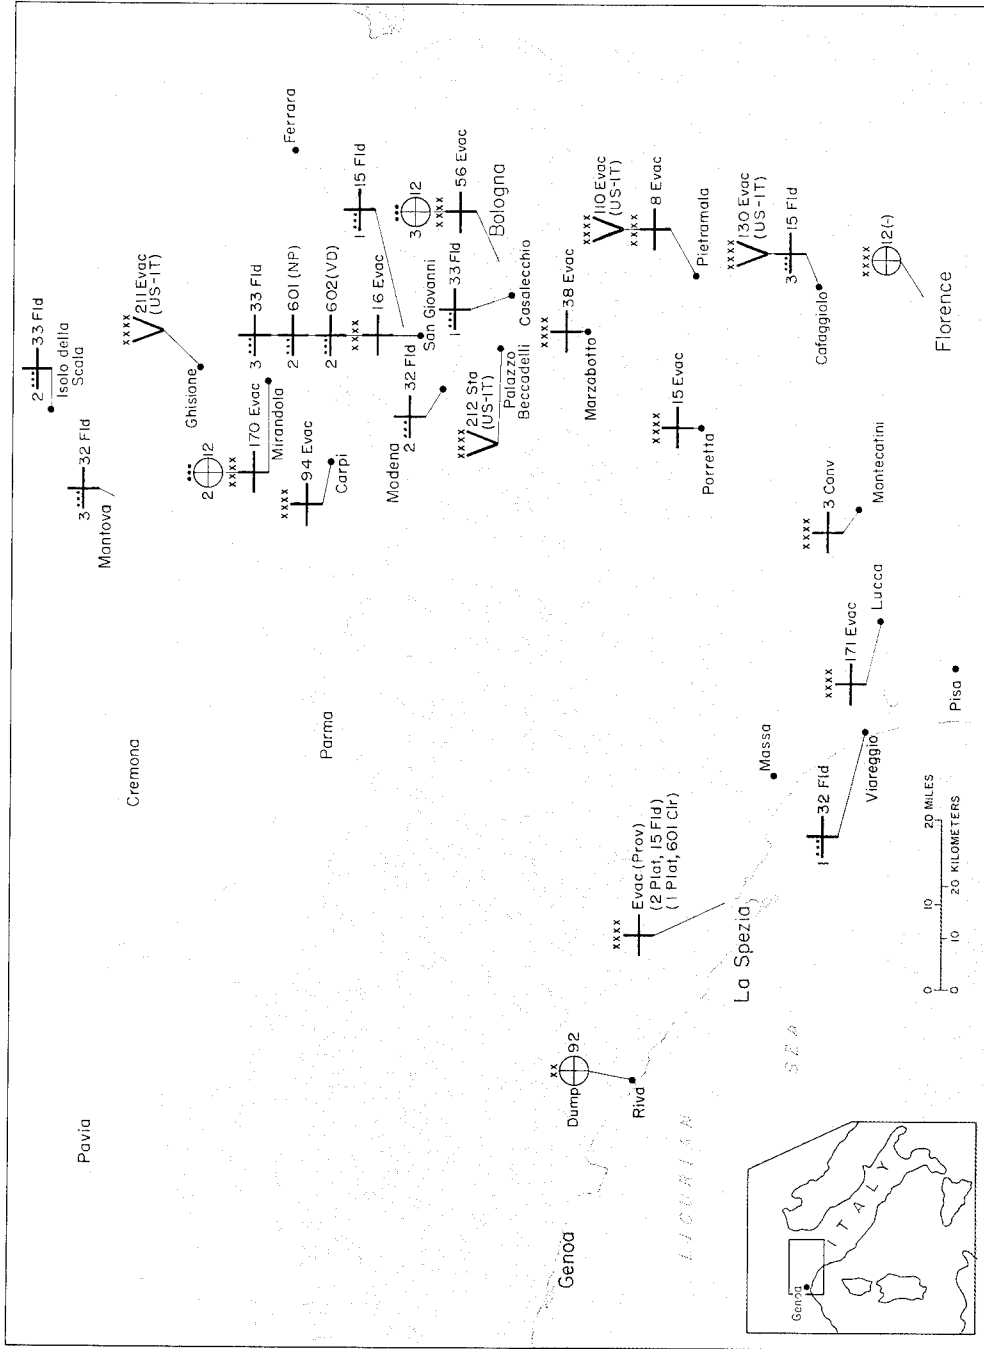 2 33 Fld
Isolo della
Scala
xxxx
211 Evac
(US-IT)
Ghisione
3 32 Fld
Mantova
Cremona
Pavia
Ferrara
3 33 Fld
2 601 (NP)
2 602 (VD)
xxxx
16 Evac
San Giovanni
1 15 Fld
2 12
xxxx
170 Evac
Mirandola
xxxx
94 Evac
Carpi
Parma
3 12
xxxx
56 Evac
Bologna
1 33 Fld
Casalecchio
2 32 Fld
Modena
xxxx
212 Sta
(US-IT)
Palazzo
Beccadelli
xxxx
38 Evac
Marzabotto
xxxx
110 Evac
(US-IT)
xxxx
8 Evac
Pietramala
xxxx
15 Evac
Porretta
xxxx
130 Evac
(US-IT)
3 15 Fld
Cafaggiolo
xxxx
12 (-)
Florence
xxxx
3 Conv
Montecatini
xxxx
171 Evac
Lucca
Pisa
Massa
1 32 Fld
Viareggio
xxxx
Evac (Prov)
(2 Plat, 15 Fld)
(1 Plat, 601 Clr)
La Spezia
xx
Dump 92
Riva
Genoa
LIGURIAN
SEA
0 10 20 MILES
0 10 20 KILOMETERS
Genoa
ITALY